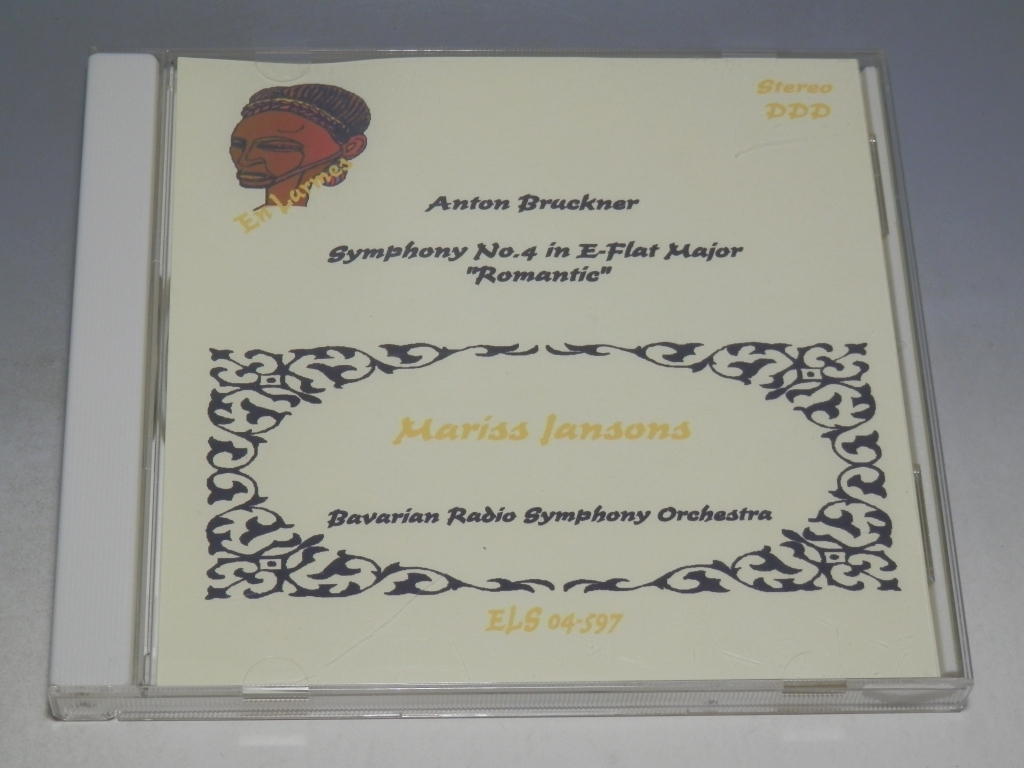 Stereo
DDD
En Larmes
Anton Bruckner
Symphony No.4 in E-Flat Major
"Romantic"
Mariss Jansons
Bavarian Radio Symphony Orchestra
ELS 04-597